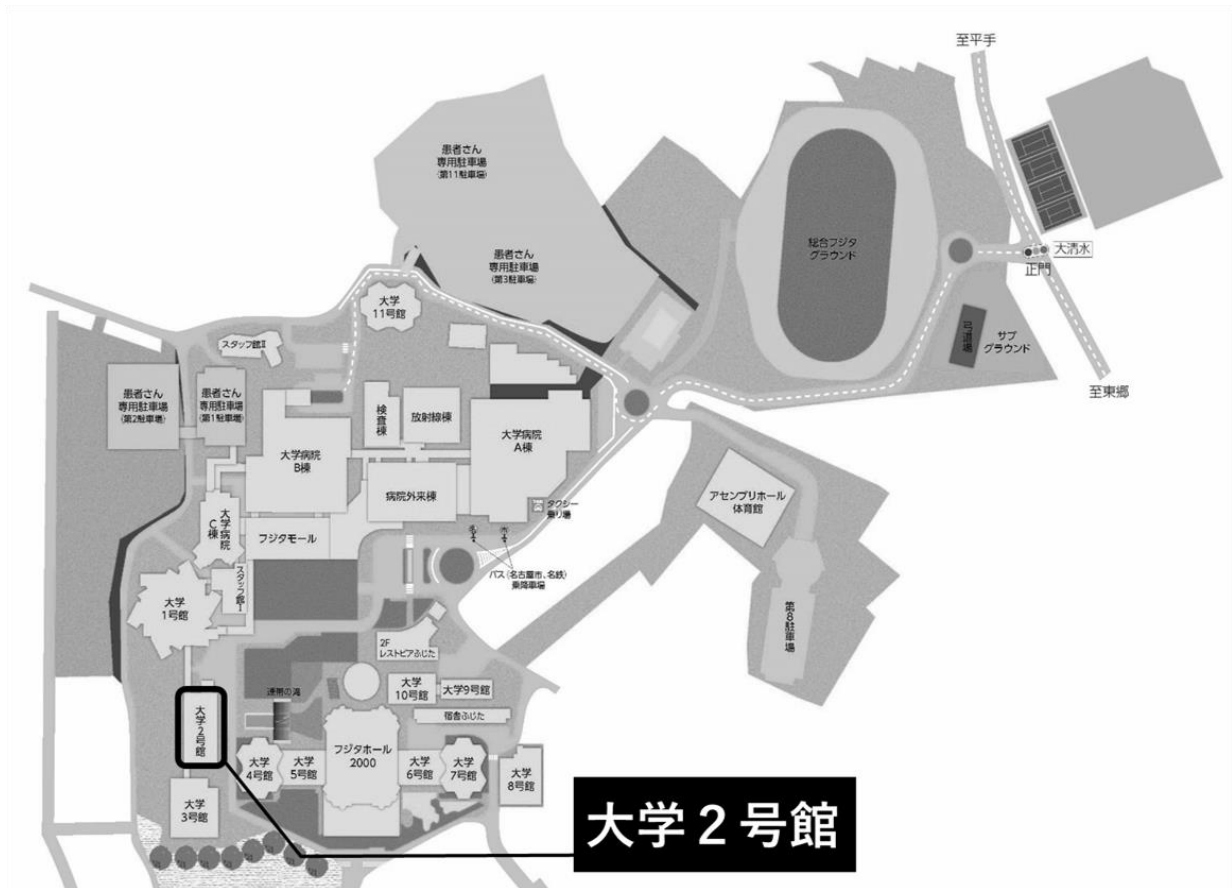 至平手
患者さん
専用駐車場
(第11駐車場)
総合フジタ
グラウンド
大清水
正門
患者さん
専用駐車場
(第3駐車場)
大学
11号館
弓道場
サブ
グラウンド
スタッフ館Ⅱ
至東郷
患者さん
専用駐車場
(第2駐車場)
患者さん
専用駐車場
(第1駐車場)
検査棟
放射線棟
大学病院
A棟
大学病院
B棟
病院外来棟
アセンブリホール
体育館
タクシー
乗り場
大学病院
C棟
フジタモール
名
市
バス(名古屋市、名鉄)
乗降車場
スタッフ館Ⅰ
大学
1号館
第8駐車場
2F
レストピアふじた
大学
10号館
大学9号館
宿舎ふじた
大学2号館
フジタホール
2000
大学
4号館
大学
5号館
大学
6号館
大学
7号館
大学
8号館
大学
3号館
大学2号館